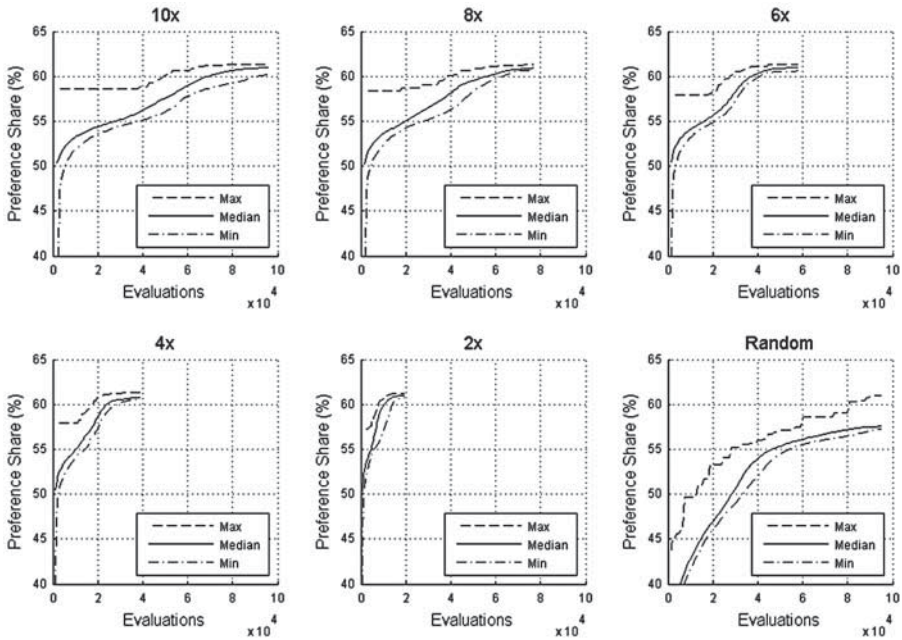 10x
8x
6x
65
60
55
50
45
40
Preference Share (%)
Max
Median
Min
0 2 4 6 8 10
Evaluations
x 10 4
65
60
55
50
45
40
Preference Share (%)
Max
Median
Min
0 2 4 6 8 10
Evaluations
x 10 4
65
60
55
50
45
40
Preference Share (%)
Max
Median
Min
0 2 4 6 8 10
Evaluations
x 10 4
4x
2x
Random
65
60
55
50
45
40
Preference Share (%)
Max
Median
Min
0 2 4 6 8 10
Evaluations
x 10 4
65
60
55
50
45
40
Preference Share (%)
Max
Median
Min
0 2 4 6 8 10
Evaluations
x 10 4
65
60
55
50
45
40
Preference Share (%)
Max
Median
Min
0 2 4 6 8 10
Evaluations
x 10 4